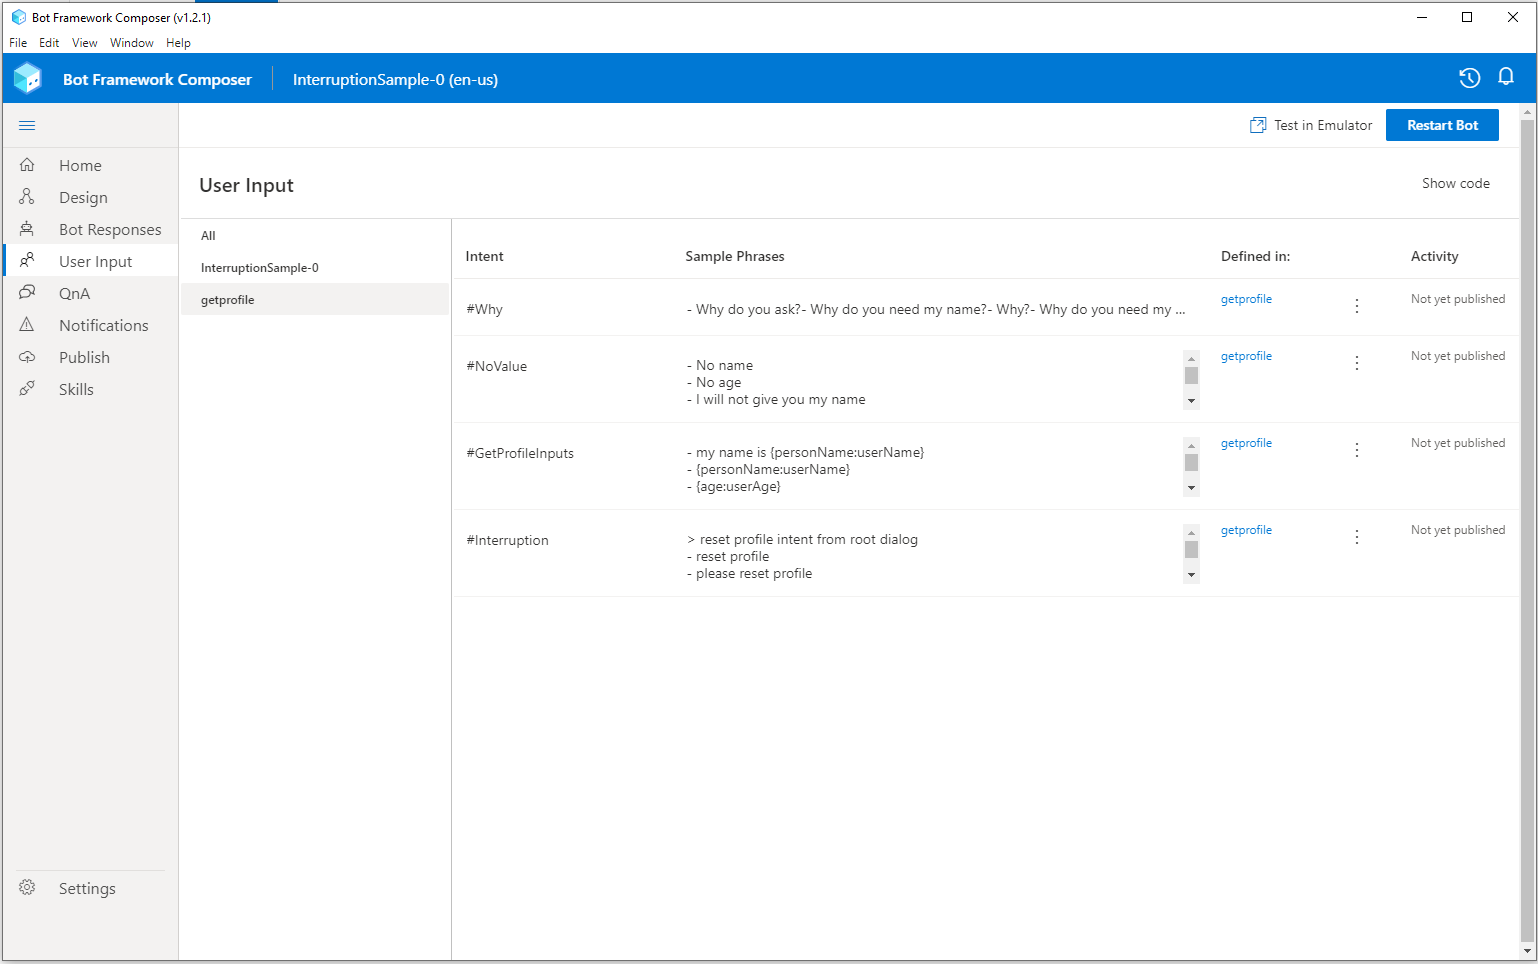 Bot Framework Composer (v1.2.1)
File Edit View Window Help
Bot Framework Composer InterruptionSample-0 (en-us)
Test in Emulator Restart Bot
Home
Design
Bot Responses
User Input
QnA
Notifications
Publish
Skills
Settings
User Input Show code
All
InterruptionSample-0
getprofile
Intent Sample Phrases Defined in: Activity
#Why - Why do you ask?- Why do you need my name?- Why?- Why do you need my ... getprofile Not yet published
#NoValue - No name getprofile Not yet published
- No age
- I will not give you my name
#GetProfileInputs - my name is {personName:userName} getprofile Not yet published
- {personName:userName}
- {age:userAge}
#Interruption > reset profile intent from root dialog getprofile Not yet published
- reset profile
- please reset profile